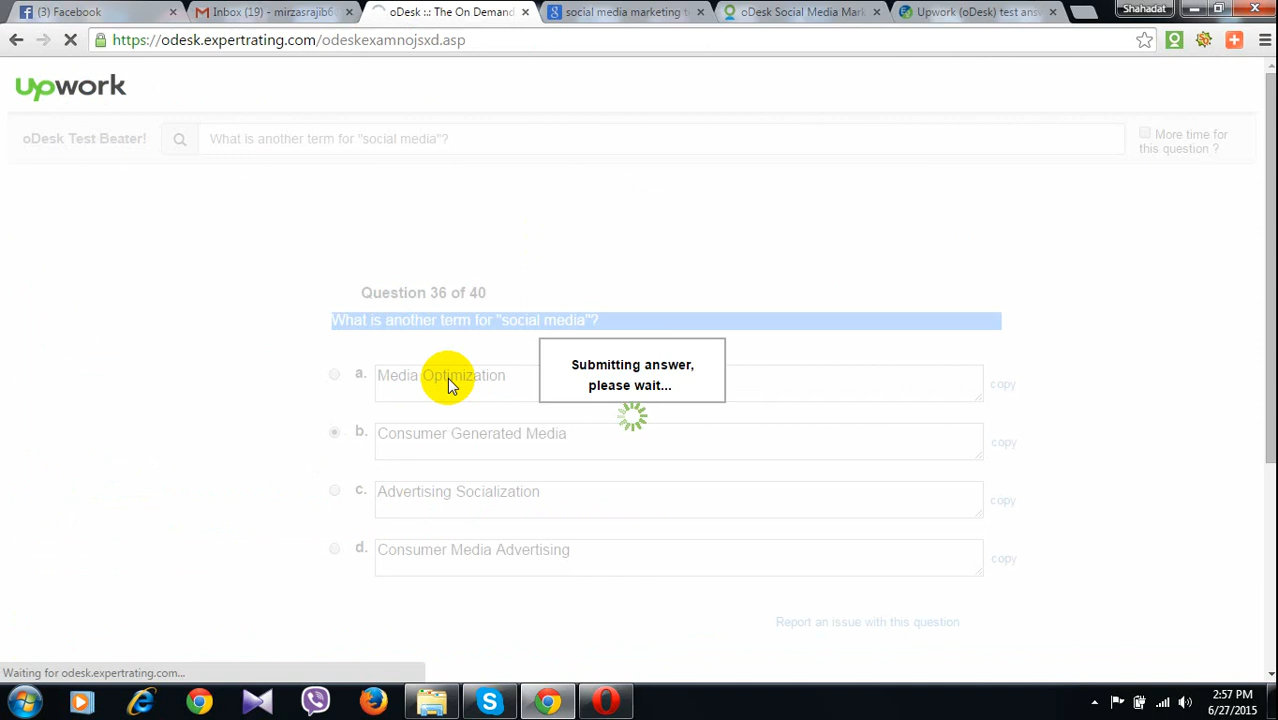 (3) Facebook
Inbox (19) - mirzasrajib6
oDesk :.: The On Demand
social media marketing t
oDesk Social Media Mark
Upwork (oDesk) test ans
Shahadat
https://odesk.expertrating.com/odeskexamnojsxd.asp
upwork
oDesk Test Beater!
What is another term for "social media"?
More time for
this question ?
Question 36 of 40
What is another term for "social media"?
a. Media Optimization
copy
Submitting answer,
please wait...
b. Consumer Generated Media
copy
c. Advertising Socialization
copy
d. Consumer Media Advertising
copy
Report an issue with this question
Waiting for odesk.expertrating.com...
2:57 PM
6/27/2015